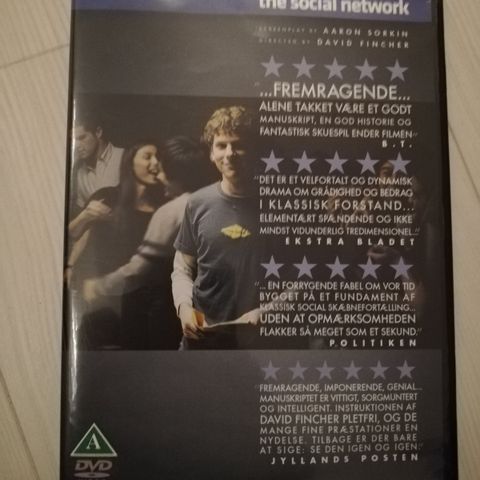 the social network
SCREENPLAY BY AARON SORKIN
DIRECTED BY DAVID FINCHER
"...FREMRAGENDE...
ALENE TAKKET VÆRE ET GODT
MANUSKRIPT, EN GOD HISTORIE OG
FANTASTISK SKUESPIL ENDER FILMEN"
B.T.
"DET ER ET VELFORTALT OG DYNAMISK
DRAMA OM GRÅDIGHED OG BEDRAG
I KLASSISK FORSTAND...
ELEMENTÆRT SPÆNDENDE OG IKKE
MINDST VIDUNDERLIG TREDIMENSIONEL."
EKSTRA BLADET
"... EN FORRYGENDE FABEL OM VOR TID
BYGGET PÅ ET FUNDAMENT AF
KLASSISK SOCIAL SKÆBNEFORTÆLLING...
UDEN AT OPMÆRKSOMHEDEN
FLAKKER SÅ MEGET SOM ET SEKUND."
POLITIKEN
"FREMRAGENDE, IMPONERENDE, GENIAL...
MANUSKRIPTET ER VITTIGT, SORGMUNTERT
OG INTELLIGENT. INSTRUKTIONEN AF
DAVID FINCHER PLETFRI, OG DE
MANGE FINE PRÆSTATIONER EN
NYDELSE. TILBAGE ER DER BARE
AT SIGE: SE DEN IGEN OG IGEN."
JYLLANDS POSTEN
A
DVD